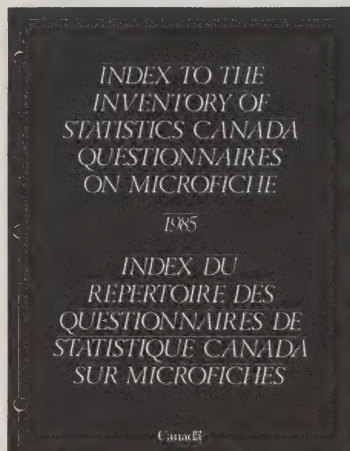 INDEX TO THE
INVENTORY OF
STATISTICS CANADA
QUESTIONNAIRES
ON MICROFICHE
1985
INDEX DU
RÉPERTOIRE DES
QUESTIONNAIRES DE
STATISTIQUE CANADA
SUR MICROFICHES
Canada